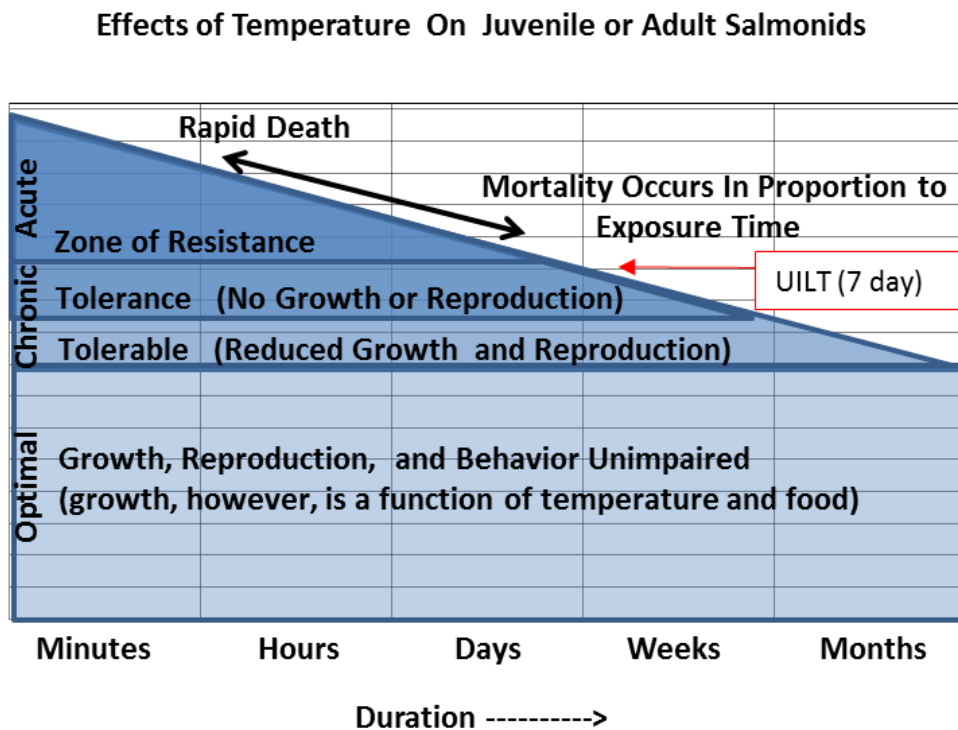 Effects of Temperature On Juvenile or Adult Salmonids
Rapid Death
Mortality Occurs In Proportion to
Exposure Time
Acute
Zone of Resistance
UILT (7 day)
Chronic
Tolerance (No Growth or Reproduction)
Tolerable (Reduced Growth and Reproduction)
Optimal
Growth, Reproduction, and Behavior Unimpaired
(growth, however, is a function of temperature and food)
Minutes Hours Days Weeks Months
Duration ---------->